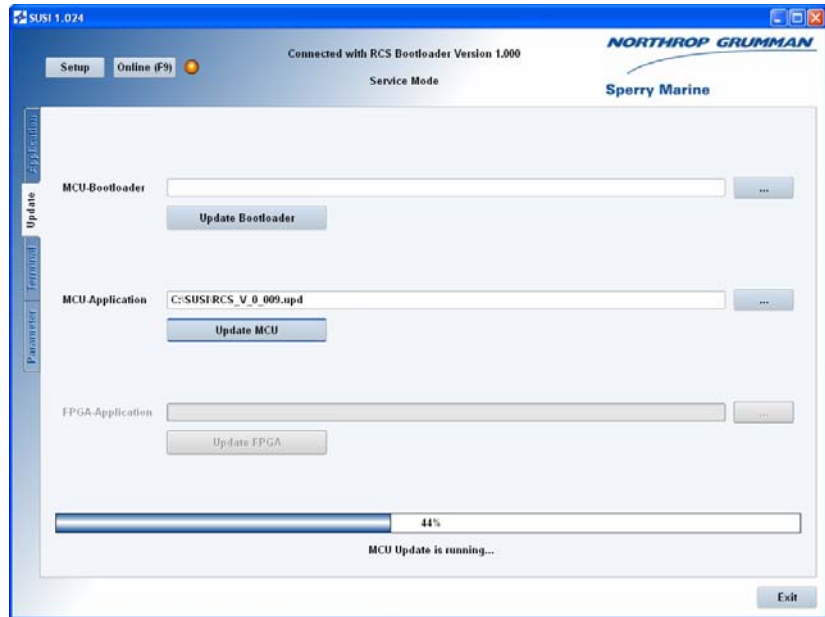 SUSI 1.024
Setup
Online (F9)
Connected with RCS Bootloader Version 1.000
Service Mode
NORTHROP GRUMMAN
Sperry Marine
Application
Update
Terminal
Parameter
MCU-Bootloader
...
Update Bootloader
MCU-Application
C:\SUSI\RCS_V_0_009.upd
...
Update MCU
FPGA-Application
...
Update FPGA
44%
MCU Update is running...
Exit